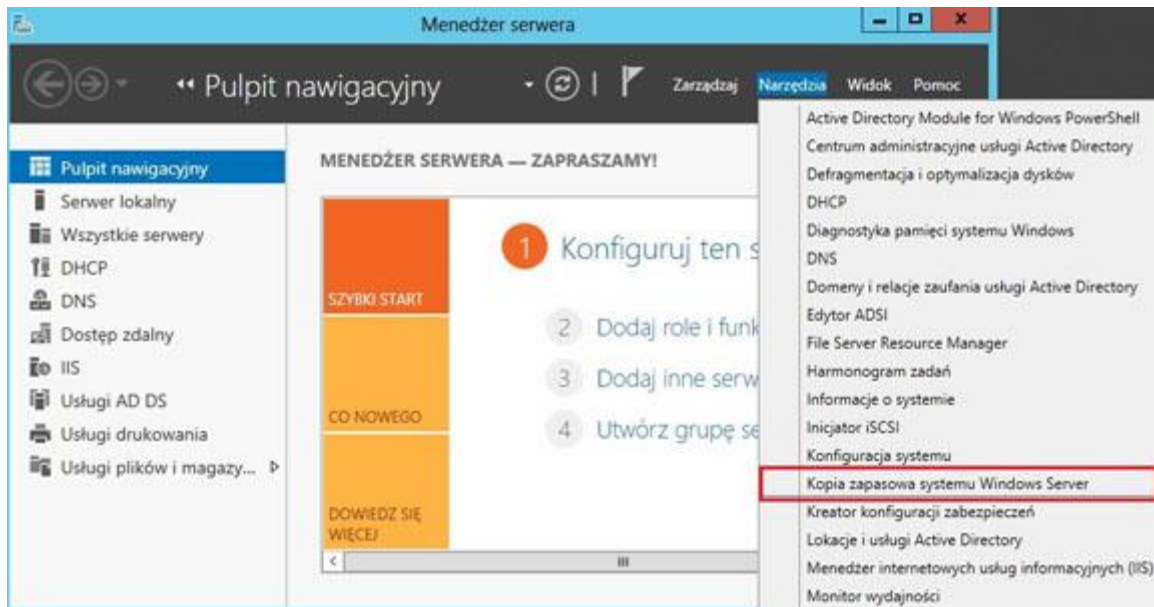 Menedżer serwera
Pulpit nawigacyjny
Zarządzaj Narzędzia Widok Pomoc
Pulpit nawigacyjny
Serwer lokalny
Wszystkie serwery
DHCP
DNS
Dostęp zdalny
IIS
Usługi AD DS
Usługi drukowania
Usługi plików i magazy...
MENEDŻER SERWERA — ZAPRASZAMY!
SZYBKI START
CO NOWEGO
DOWIEDZ SIĘ
WIĘCEJ
1 Konfiguruj ten s
2 Dodaj role i funk
3 Dodaj inne serw
4 Utwórz grupę se
Active Directory Module for Windows PowerShell
Centrum administracyjne usługi Active Directory
Defragmentacja i optymalizacja dysków
DHCP
Diagnostyka pamięci systemu Windows
DNS
Domeny i relacje zaufania usługi Active Directory
Edytor ADSI
File Server Resource Manager
Harmonogram zadań
Informacje o systemie
Inicjator iSCSI
Konfiguracja systemu
Kopia zapasowa systemu Windows Server
Kreator konfiguracji zabezpieczeń
Lokacje i usługi Active Directory
Menedżer internetowych usług informacyjnych (IIS)
Monitor wydajności